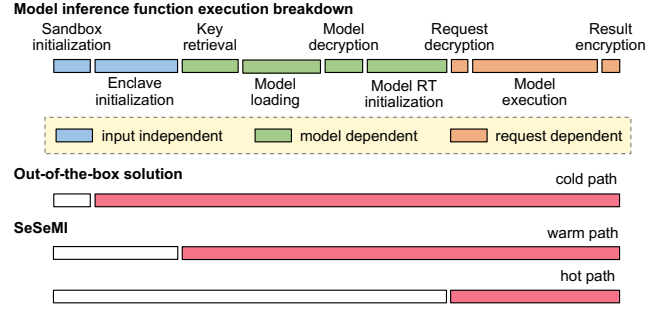 Model inference function execution breakdown
Sandbox initialization
Key retrieval
Model decryption
Request decryption
Result encryption
Enclave initialization
Model loading
Model RT initialization
Model execution
input independent
model dependent
request dependent
Out-of-the-box solution
cold path
SeSeMI
warm path
hot path